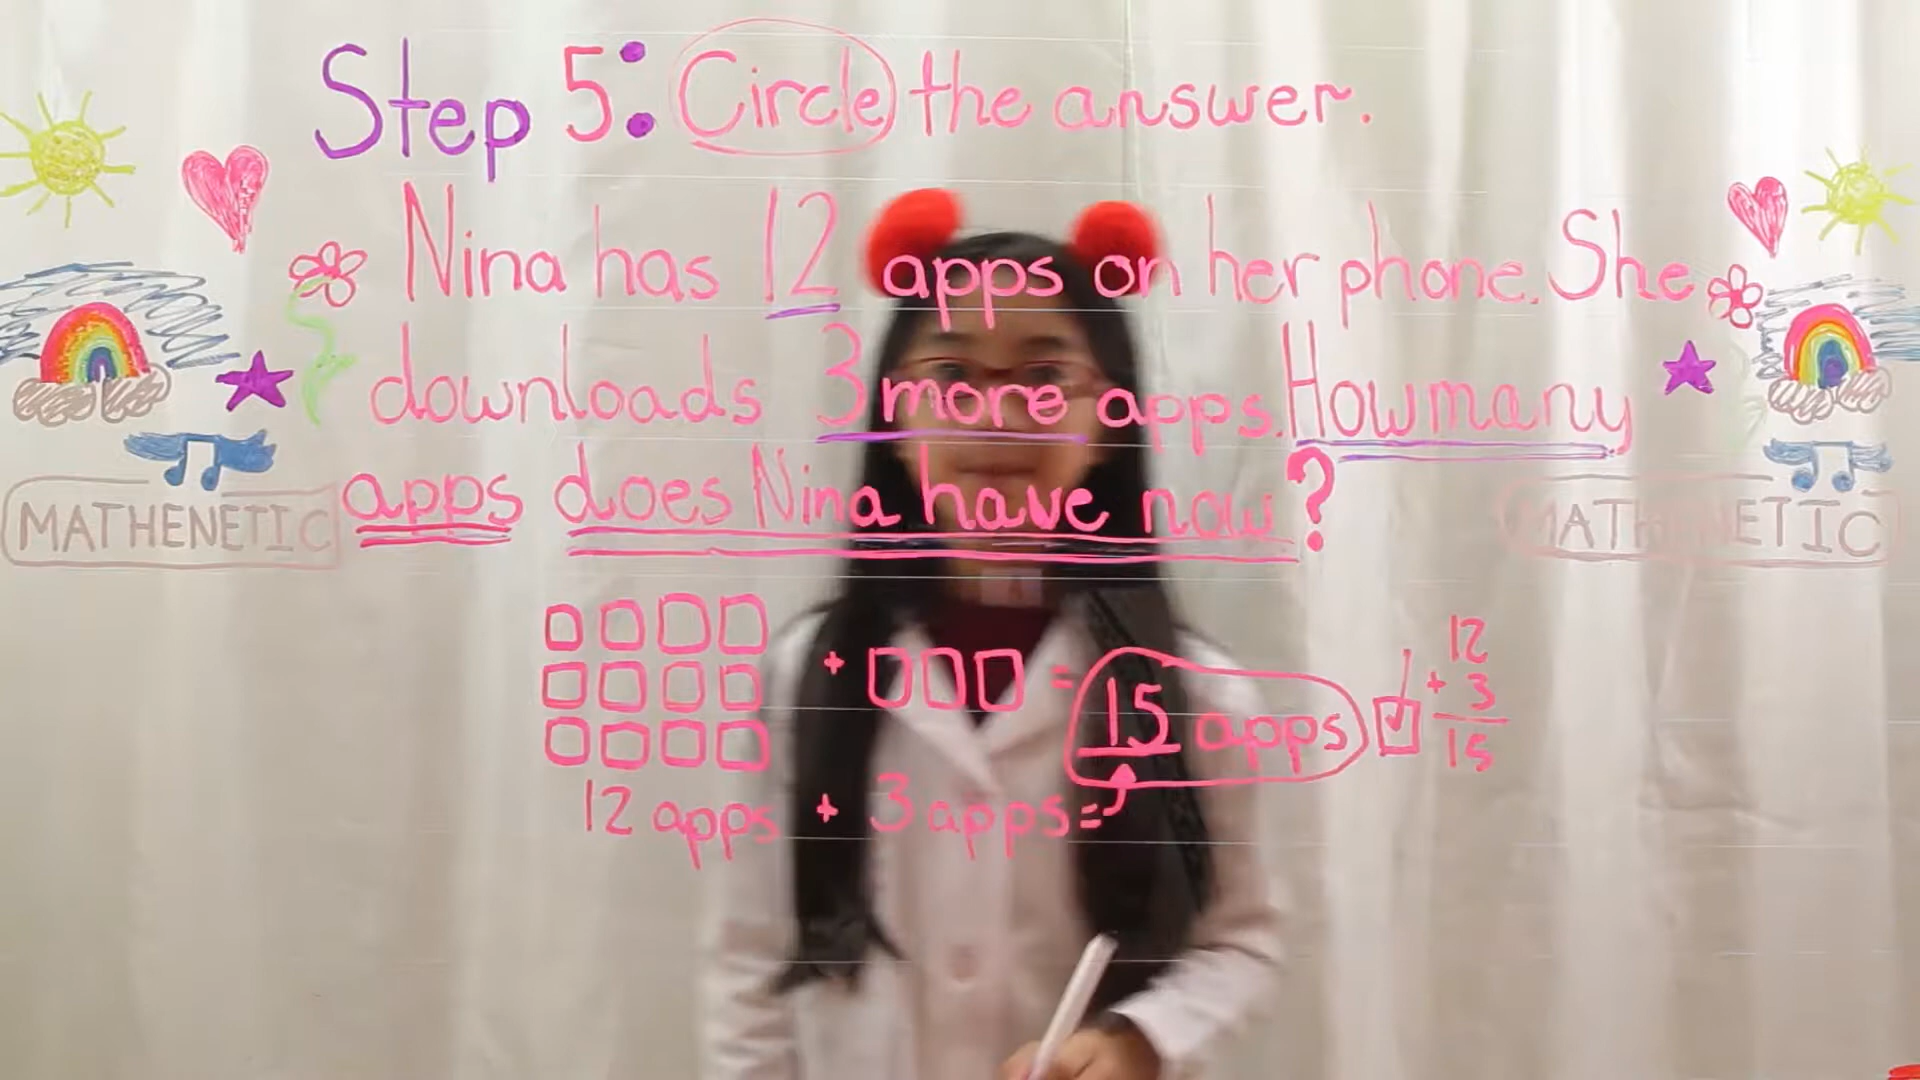 Step 5: Circle the answer.
Nina has 12 apps on her phone. She
downloads 3 more apps. How many
apps does Nina have now?
MATHENETIC
MATHENETIC
+ = 15 apps
12 apps + 3 apps =
12
+ 3
15